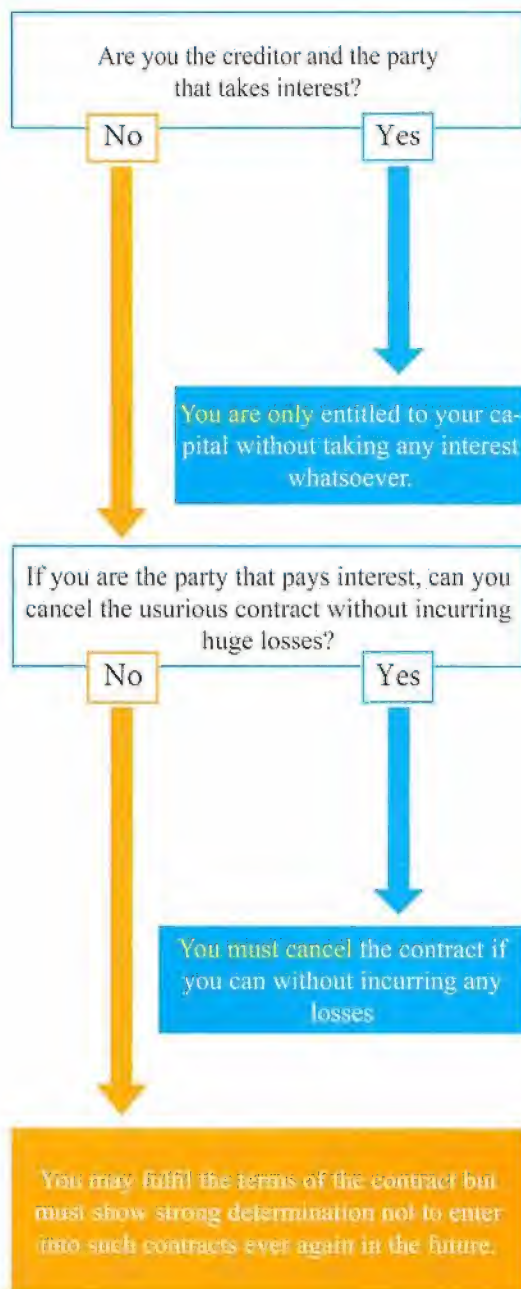 Are you the creditor and the party
that takes interest?
No
Yes
You are only entitled to your ca-
pital without taking any interest
whatsoever.
If you are the party that pays interest, can you
cancel the usurious contract without incurring
huge losses?
No
Yes
You must cancel the contract if
you can without incurring any
losses
You may fulfil the terms of the contract but
must show strong determination not to enter
into such contracts ever again in the future.